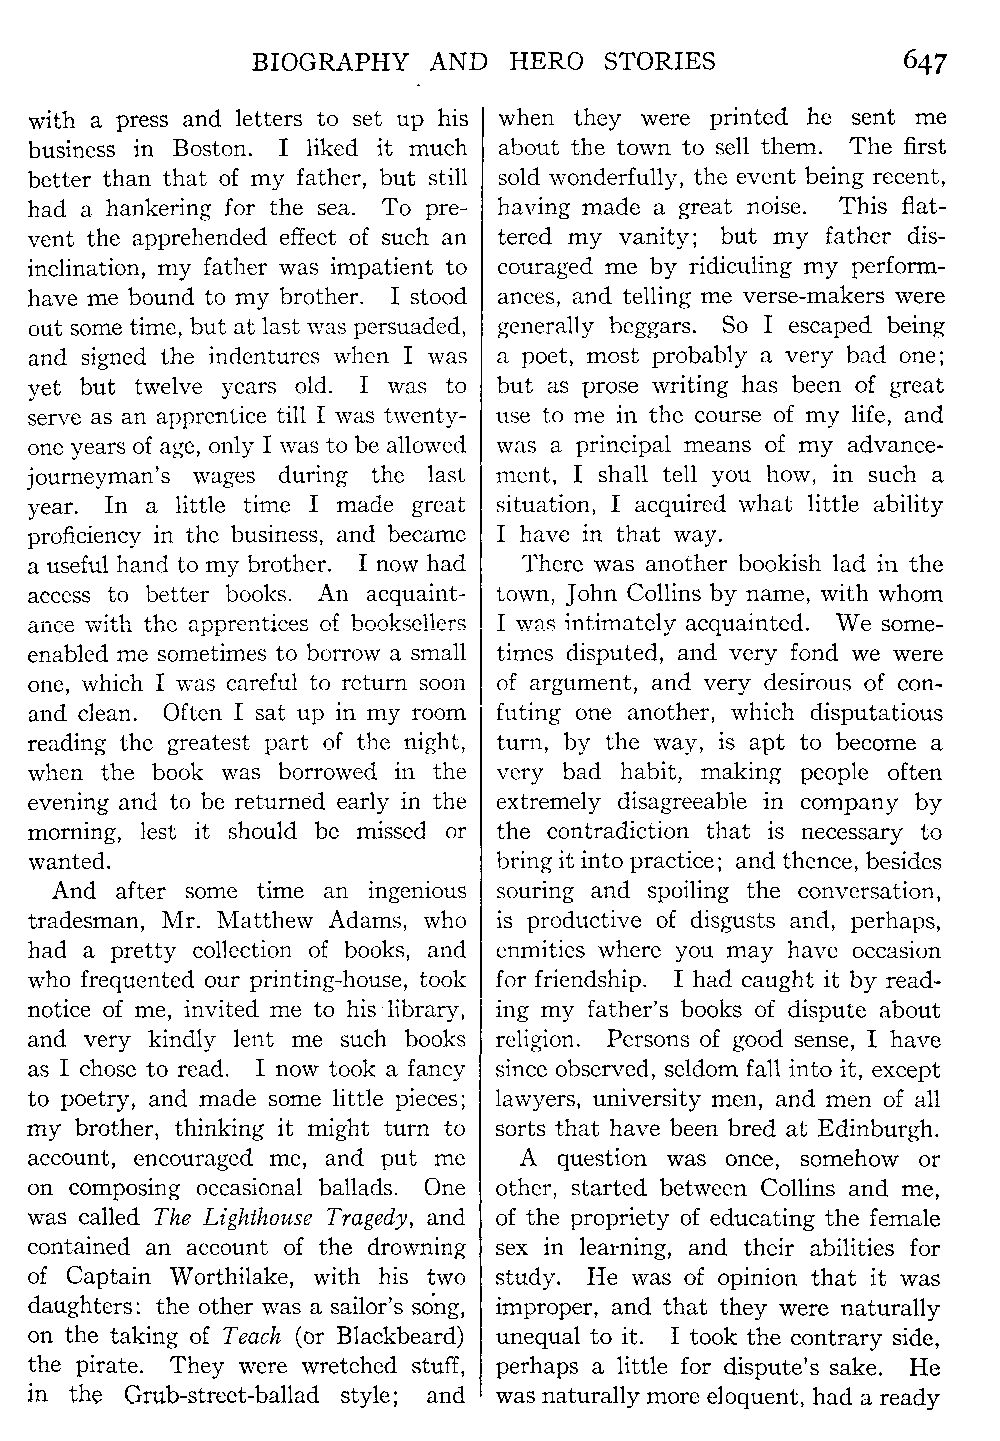 BIOGRAPHY AND HERO STORIES 647
with a press and letters to set up his
business in Boston. I liked it much
better than that of my father, but still
had a hankering for the sea. To pre-
vent the apprehended effect of such an
inclination, my father was impatient to
have me bound to my brother. I stood
out some time, but at last was persuaded,
and signed the indentures when I was
yet but twelve years old. I was to
serve as an apprentice till I was twenty-
one years of age, only I was to be allowed
journeyman's wages during the last
year. In a little time I made great
proficiency in the business, and became
a useful hand to my brother. I now had
access to better books. An acquaint-
ance with the apprentices of booksellers
enabled me sometimes to borrow a small
one, which I was careful to return soon
and clean. Often I sat up in my room
reading the greatest part of the night,
when the book was borrowed in the
evening and to be returned early in the
morning, lest it should be missed or
wanted.
And after some time an ingenious
tradesman, Mr. Matthew Adams, who
had a pretty collection of books, and
who frequented our printing-house, took
notice of me, invited me to his library,
and very kindly lent me such books
as I chose to read. I now took a fancy
to poetry, and made some little pieces;
my brother, thinking it might turn to
account, encouraged me, and put me
on composing occasional ballads. One
was called The Lighthouse Tragedy, and
contained an account of the drowning
of Captain Worthilake, with his two
daughters: the other was a sailor's song,
on the taking of Teach (or Blackbeard)
the pirate. They were wretched stuff,
in the Grub-street-ballad style; and
when they were printed he sent me
about the town to sell them. The first
sold wonderfully, the event being recent,
having made a great noise. This flat-
tered my vanity; but my father dis-
couraged me by ridiculing my perform-
ances, and telling me verse-makers were
generally beggars. So I escaped being
a poet, most probably a very bad one;
but as prose writing has been of great
use to me in the course of my life, and
was a principal means of my advance-
ment, I shall tell you how, in such a
situation, I acquired what little ability
I have in that way.
There was another bookish lad in the
town, John Collins by name, with whom
I was intimately acquainted. We some-
times disputed, and very fond we were
of argument, and very desirous of con-
futing one another, which disputatious
turn, by the way, is apt to become a
very bad habit, making people often
extremely disagreeable in company by
the contradiction that is necessary to
bring it into practice; and thence, besides
souring and spoiling the conversation,
is productive of disgusts and, perhaps,
enmities where you may have occasion
for friendship. I had caught it by read-
ing my father's books of dispute about
religion. Persons of good sense, I have
since observed, seldom fall into it, except
lawyers, university men, and men of all
sorts that have been bred at Edinburgh.
A question was once, somehow or
other, started between Collins and me,
of the propriety of educating the female
sex in learning, and their abilities for
study. He was of opinion that it was
improper, and that they were naturally
unequal to it. I took the contrary side,
perhaps a little for dispute's sake. He
was naturally more eloquent, had a ready